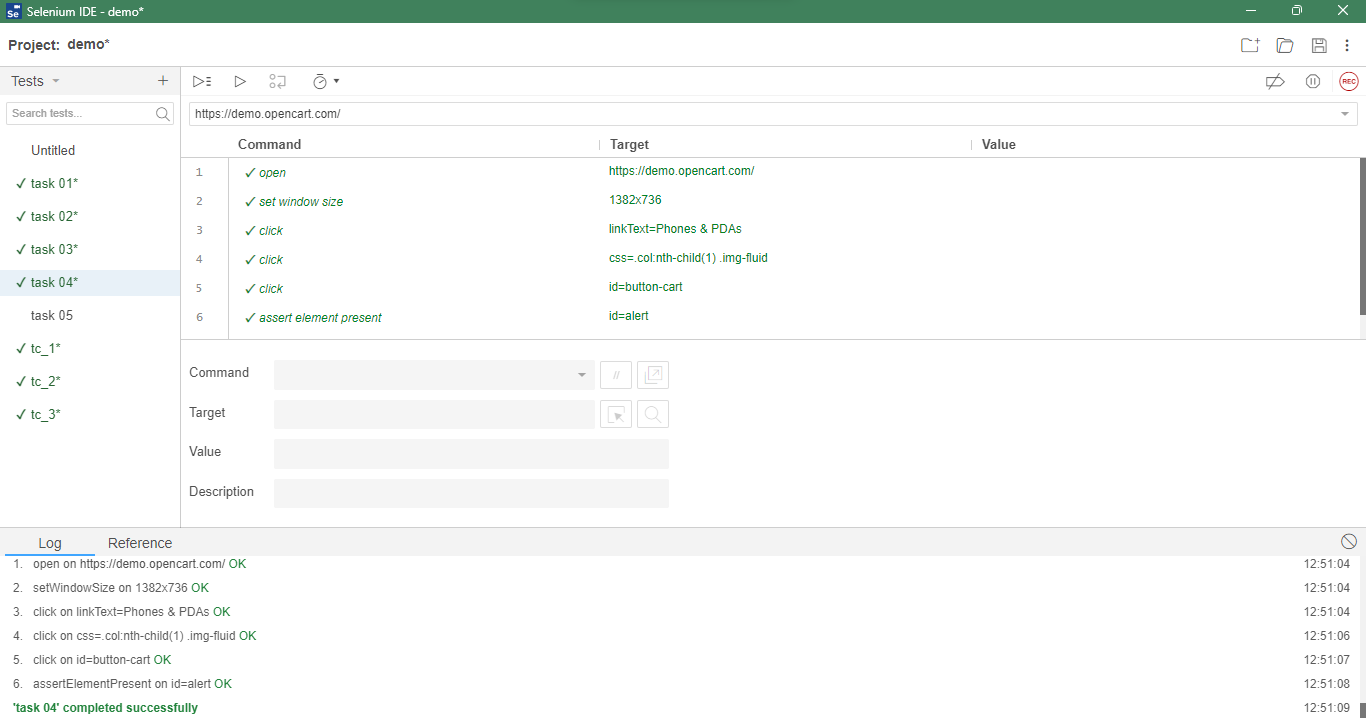 Selenium IDE - demo*
Project: demo*
Tests
Search tests...
https://demo.opencart.com/
REC
Command Target Value
Untitled
✓ task 01*
✓ task 02*
✓ task 03*
✓ task 04*
task 05
✓ tc_1*
✓ tc_2*
✓ tc_3*
1 ✓ open https://demo.opencart.com/
2 ✓ set window size 1382x736
3 ✓ click linkText=Phones & PDAs
4 ✓ click css=.col:nth-child(1) .img-fluid
5 ✓ click id=button-cart
6 ✓ assert element present id=alert
Command //
Target
Value
Description
Log Reference
1. open on https://demo.opencart.com/ OK 12:51:04
2. setWindowSize on 1382x736 OK 12:51:04
3. click on linkText=Phones & PDAs OK 12:51:04
4. click on css=.col:nth-child(1) .img-fluid OK 12:51:06
5. click on id=button-cart OK 12:51:07
6. assertElementPresent on id=alert OK 12:51:08
'task 04' completed successfully 12:51:09